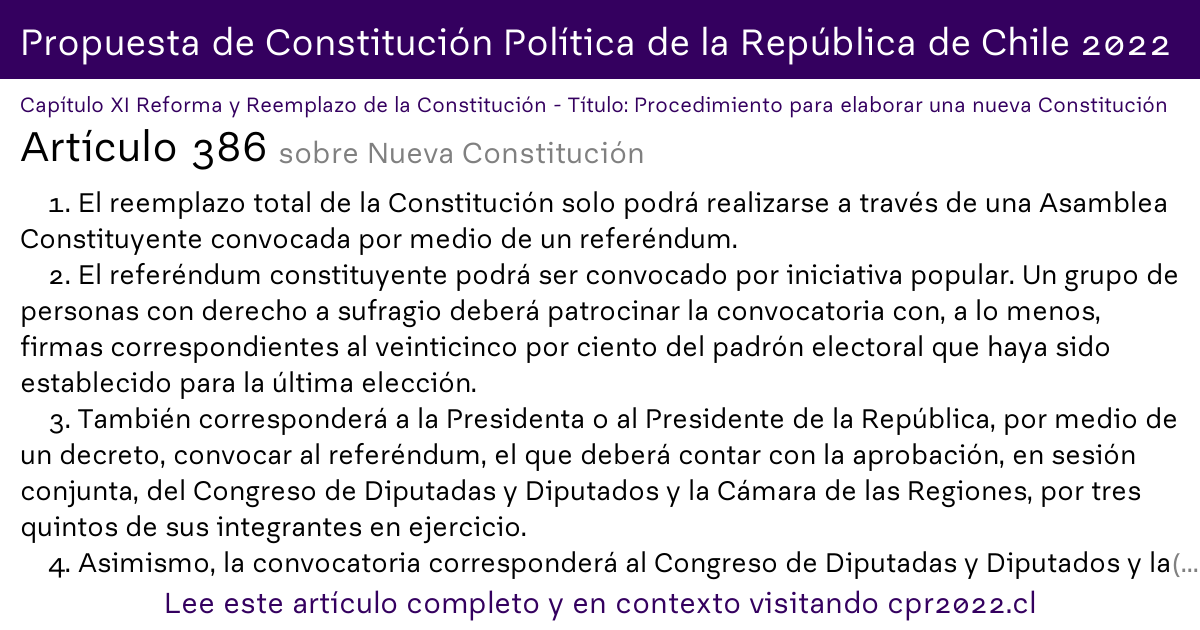 Propuesta de Constitución Política de la República de Chile 2022
Capítulo XI Reforma y Reemplazo de la Constitución - Título: Procedimiento para elaborar una nueva Constitución
Artículo 386 sobre Nueva Constitución
1. El reemplazo total de la Constitución solo podrá realizarse a través de una Asamblea
Constituyente convocada por medio de un referéndum.
2. El referéndum constituyente podrá ser convocado por iniciativa popular. Un grupo de
personas con derecho a sufragio deberá patrocinar la convocatoria con, a lo menos,
firmas correspondientes al veinticinco por ciento del padrón electoral que haya sido
establecido para la última elección.
3. También corresponderá a la Presidenta o al Presidente de la República, por medio de
un decreto, convocar al referéndum, el que deberá contar con la aprobación, en sesión
conjunta, del Congreso de Diputadas y Diputados y la Cámara de las Regiones, por tres
quintos de sus integrantes en ejercicio.
4. Asimismo, la convocatoria corresponderá al Congreso de Diputadas y Diputados y la(...
Lee este artículo completo y en contexto visitando cpr2022.cl